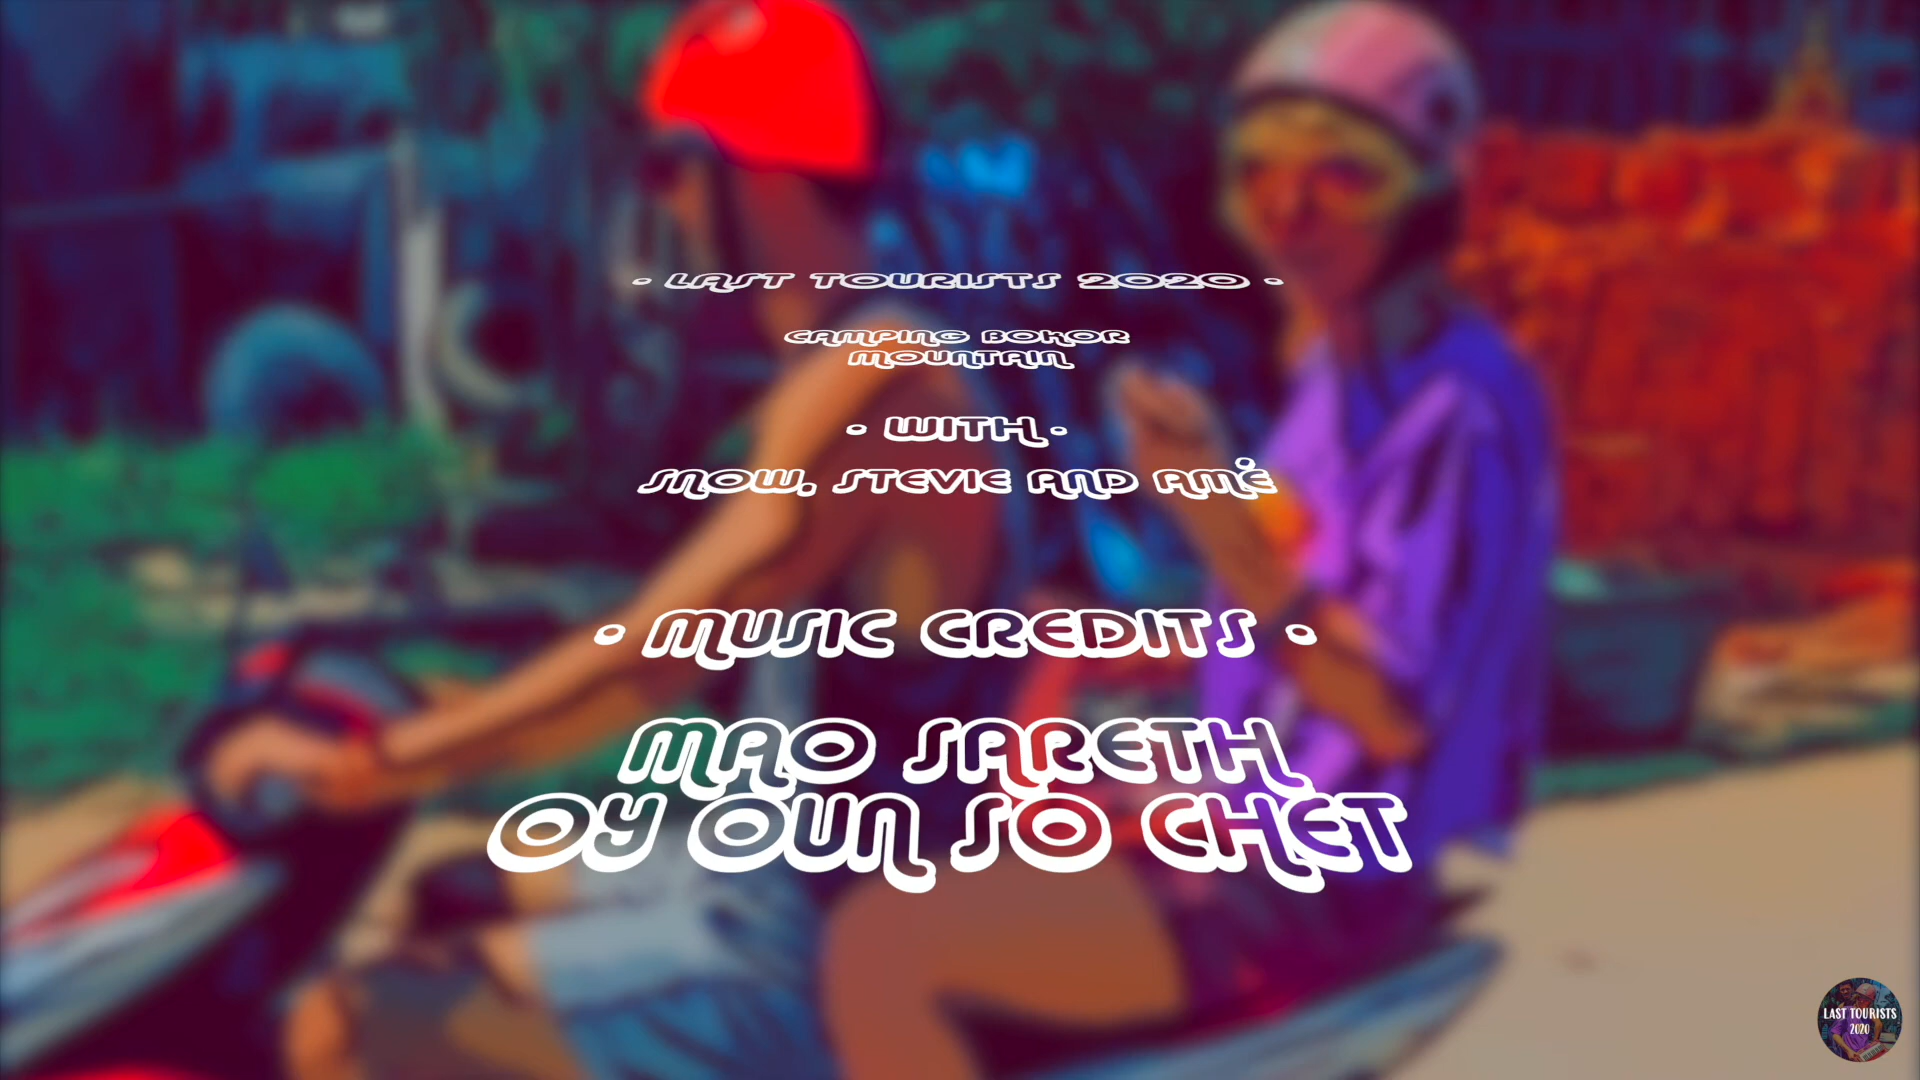 · LAST TOURISTS 2020 ·
CAMPING BOKOR
MOUNTAIN
· WITH ·
SNOW, STEVIE AND AMÉ
· MUSIC CREDITS ·
MAO SARETH
OY OUN SO CHET
LAST TOURISTS
2020